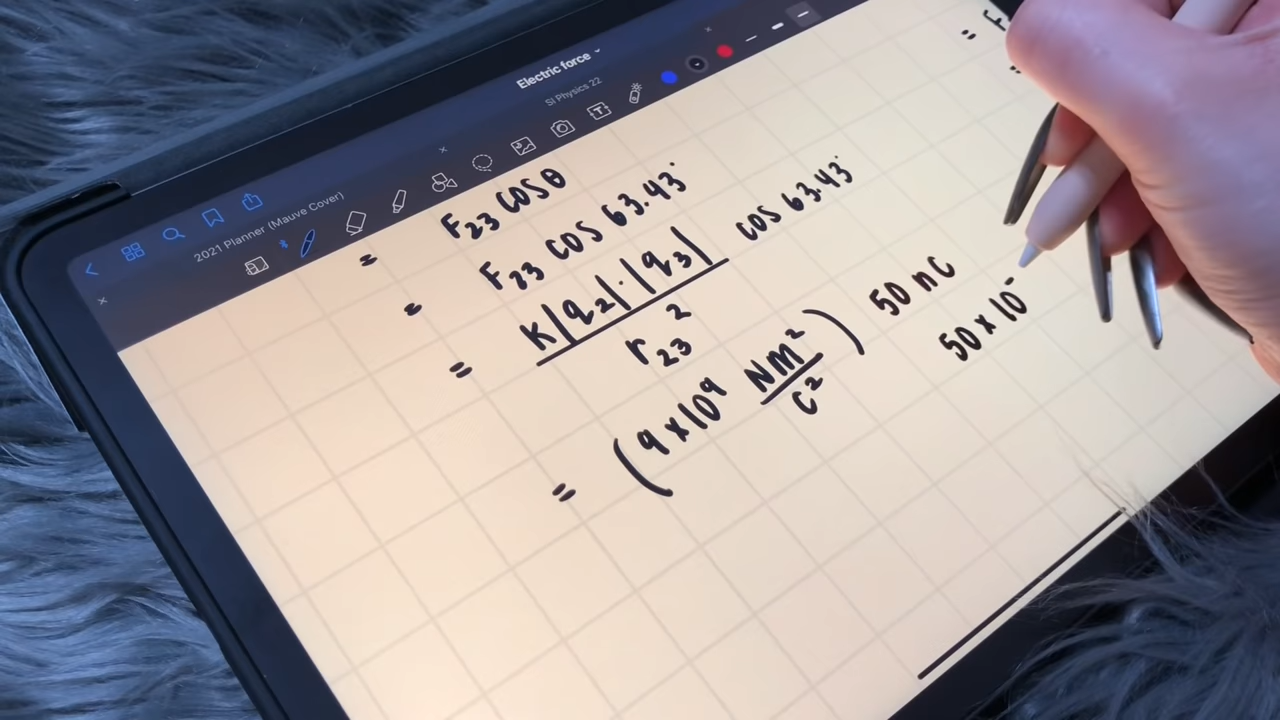 Electric force
SI Physics 22
2021 Planner (Mauve Cover)
= F₂₃ cosθ
= F₂₃ cos 63.43°
= K|q₂|·|q₃| / r₂₃² cos 63.43°
= (9×10⁹ Nm²/C²) 50 nC
50×10⁻
=